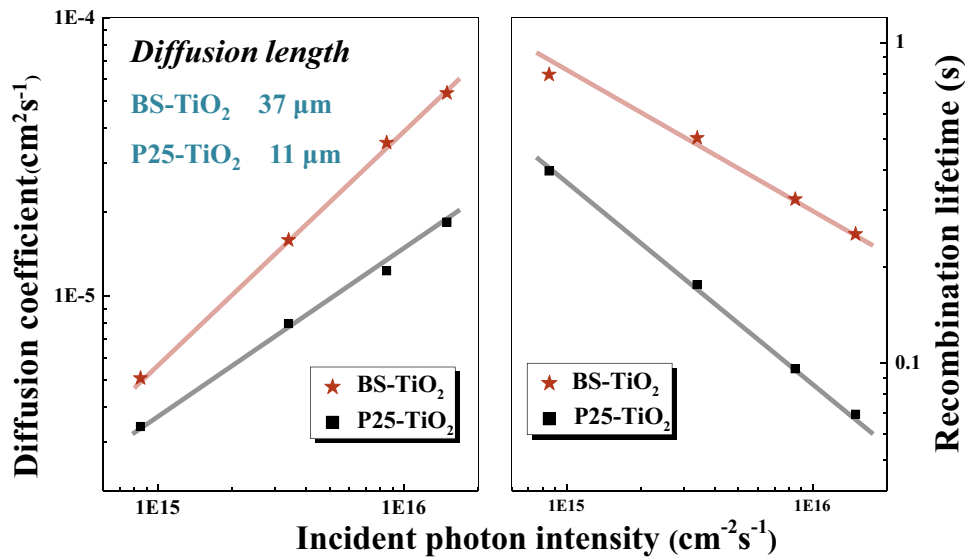 Diffusion coefficient(cm²s⁻¹)
1E-4
1E-5
Diffusion length
BS-TiO₂ 37 µm
P25-TiO₂ 11 µm
BS-TiO₂
P25-TiO₂
1E15
1E16
BS-TiO₂
P25-TiO₂
1E15
1E16
1
0.1
Recombination lifetime (s)
Incident photon intensity (cm⁻²s⁻¹)